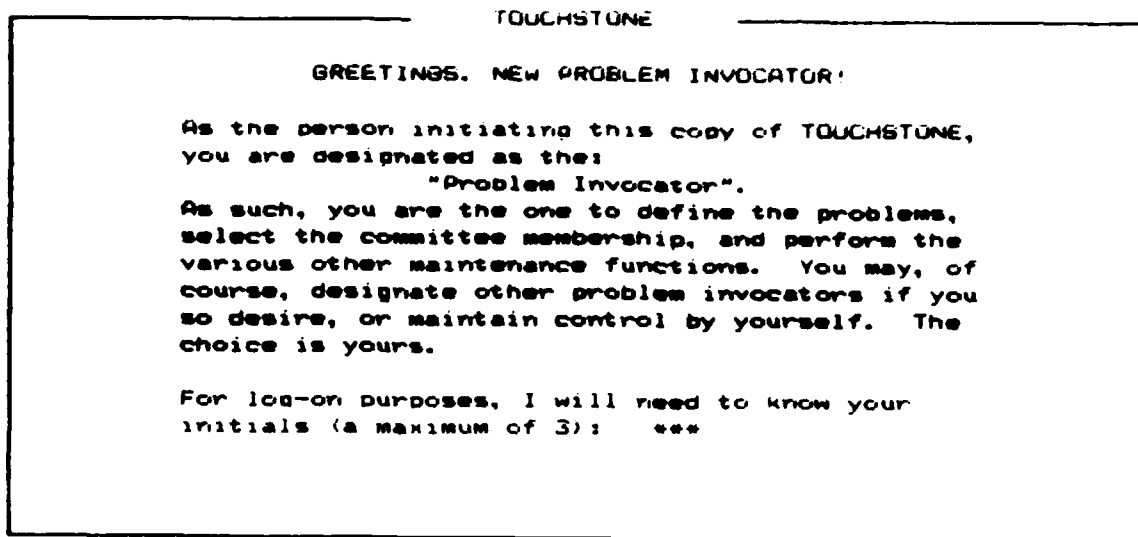 TOUCHSTONE
GREETINGS. NEW PROBLEM INVOCATOR!
As the person initiating this copy of TOUCHSTONE,
you are designated as the:
"Problem Invocator".
As such, you are the one to define the problems,
select the committee membership, and perform the
various other maintenance functions. You may, of
course, designate other problem invocators if you
so desire, or maintain control by yourself. The
choice is yours.
For log-on purposes, I will need to know your
initials (a maximum of 3): ***